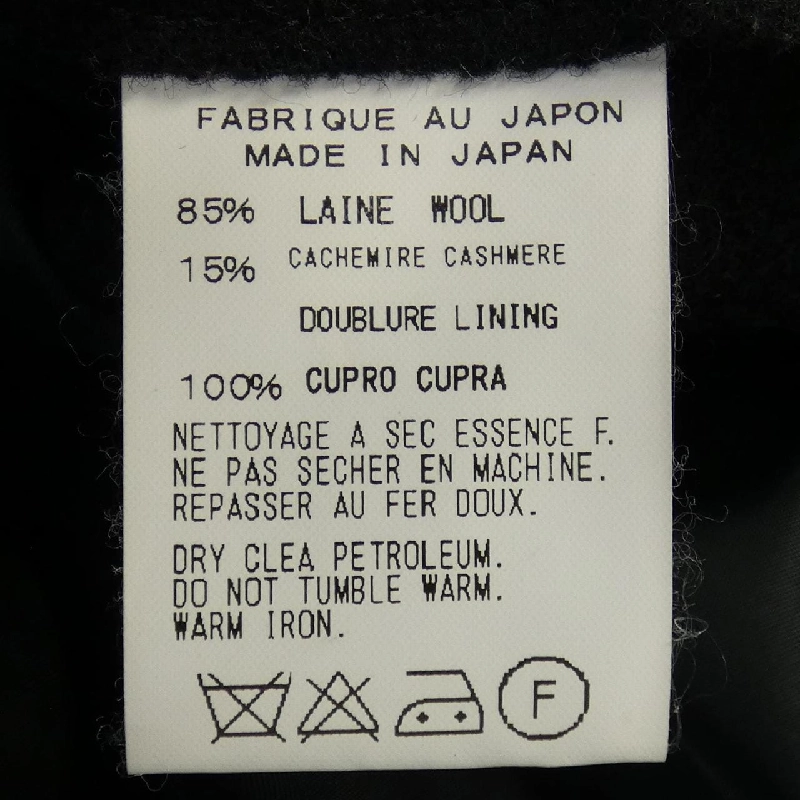 FABRIQUE AU JAPON
MADE IN JAPAN
85% LAINE WOOL
15% CACHEMIRE CASHMERE
DOUBLURE LINING
100% CUPRO CUPRA
NETTOYAGE A SEC ESSENCE F.
NE PAS SECHER EN MACHINE.
REPASSER AU FER DOUX.
DRY CLEA PETROLEUM.
DO NOT TUMBLE WARM.
WARM IRON.
F